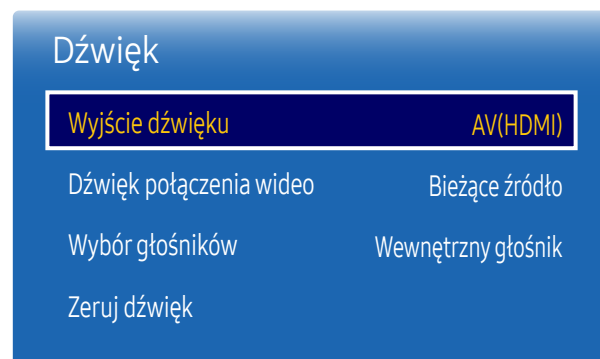 Dźwięk
Wyjście dźwięku AV(HDMI)
Dźwięk połączenia wideo Bieżące źródło
Wybór głośników Wewnętrzny głośnik
Zeruj dźwięk